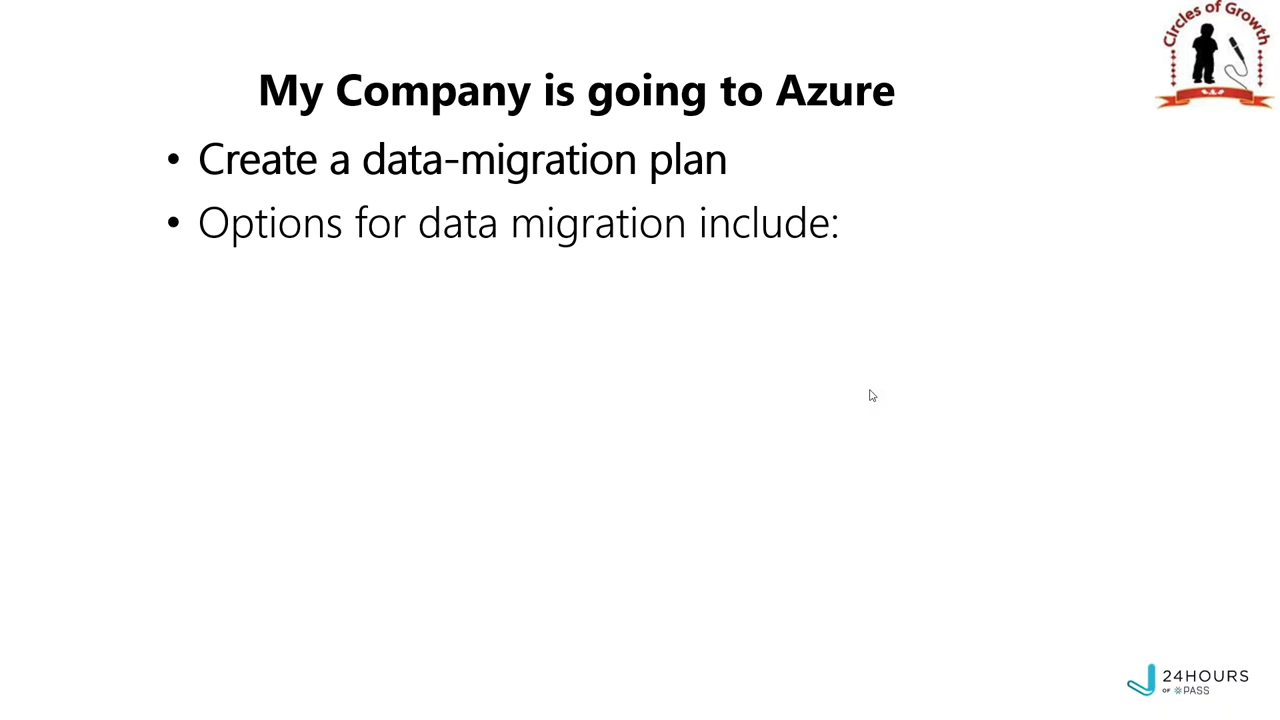 Circles of Growth
My Company is going to Azure
• Create a data-migration plan
• Options for data migration include:
24HOURS
OF PASS